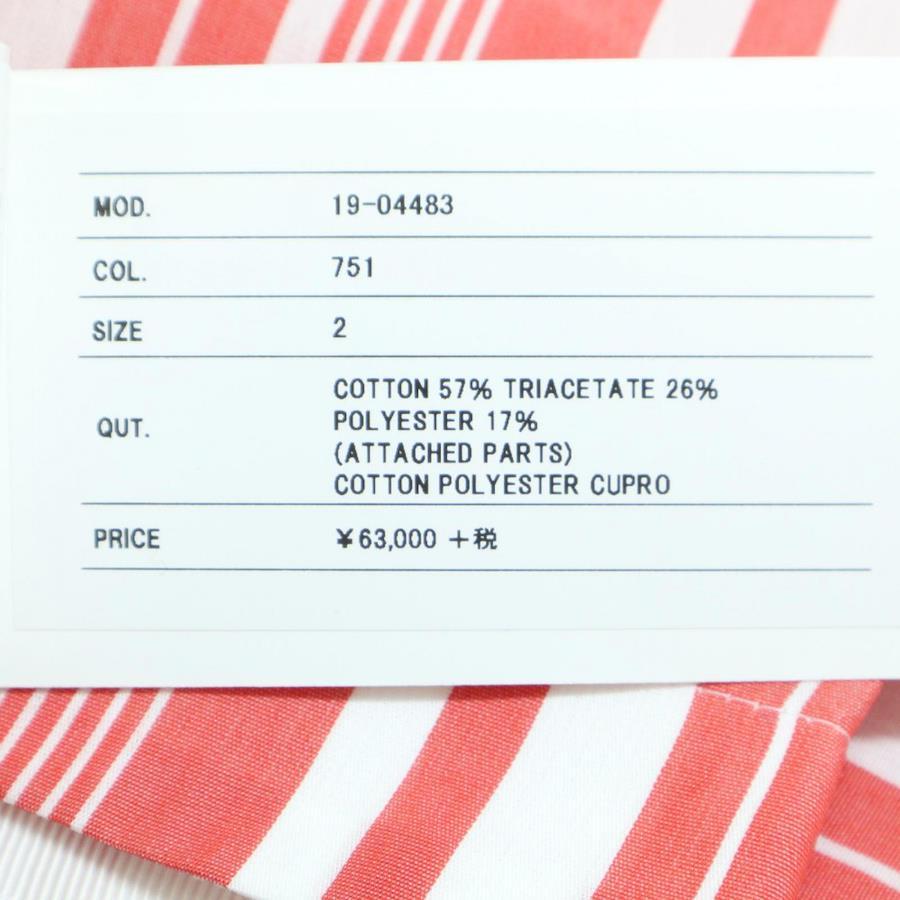 MOD. 19-04483
COL. 751
SIZE 2
QUT. COTTON 57% TRIACETATE 26%
POLYESTER 17%
(ATTACHED PARTS)
COTTON POLYESTER CUPRO
PRICE ¥63,000 +税